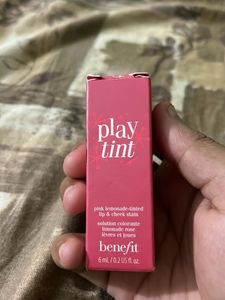 play
tint
pink lemonade-tinted
lip & cheek stain
solution colorante
limonade rose
lèvres et joues
benefit
6 mL / 0.2 US fl. oz.